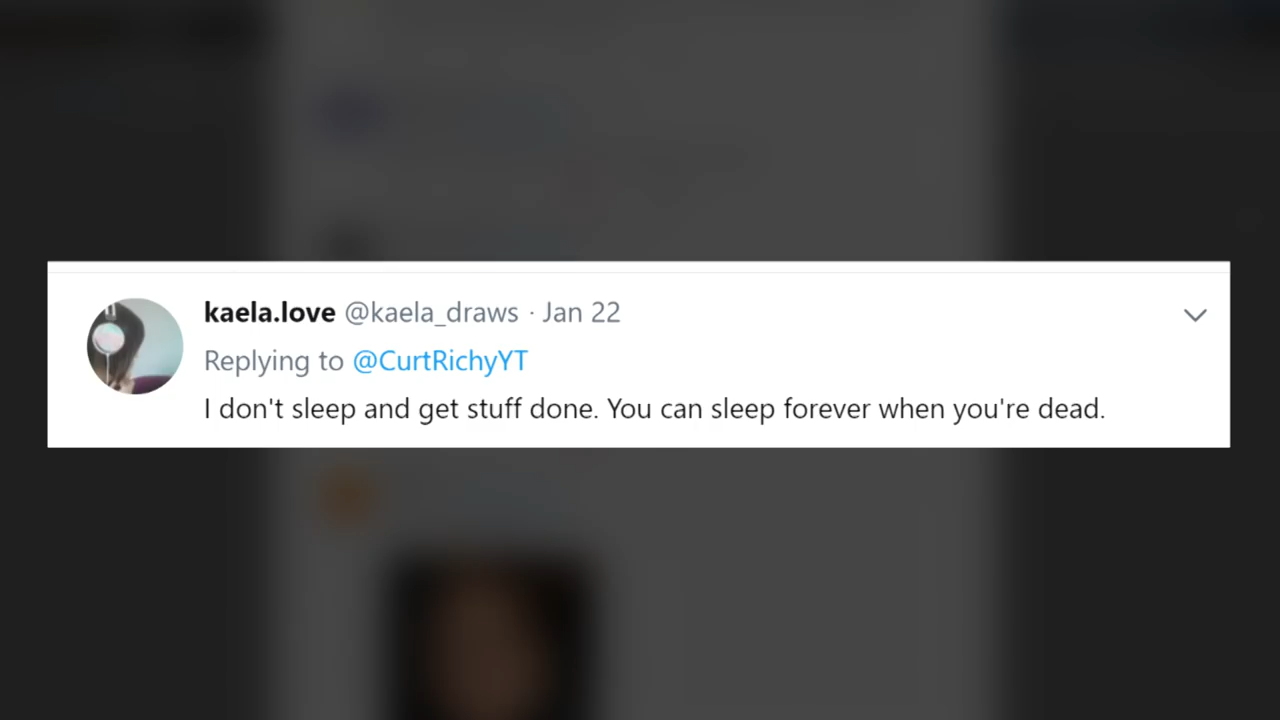 kaela.love @kaela_draws · Jan 22
Replying to @CurtRichyYT
I don't sleep and get stuff done. You can sleep forever when you're dead.